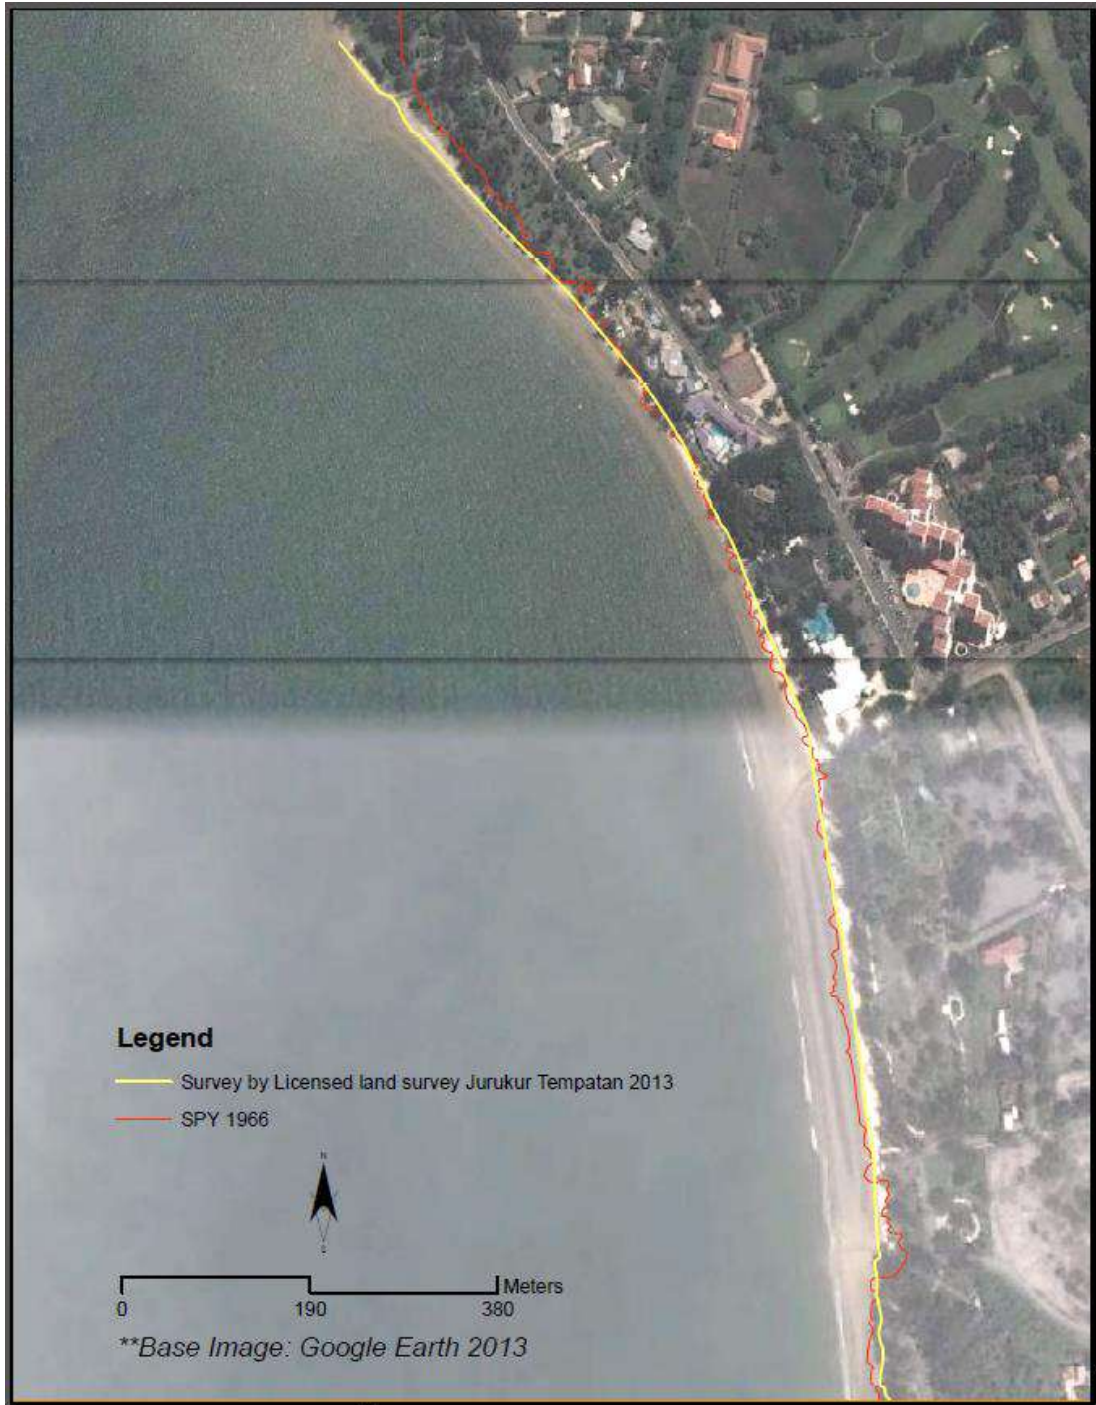 Legend
Survey by Licensed land survey Jurukur Tempatan 2013
SPY 1966
N
S
Meters
0 190 380
**Base Image: Google Earth 2013